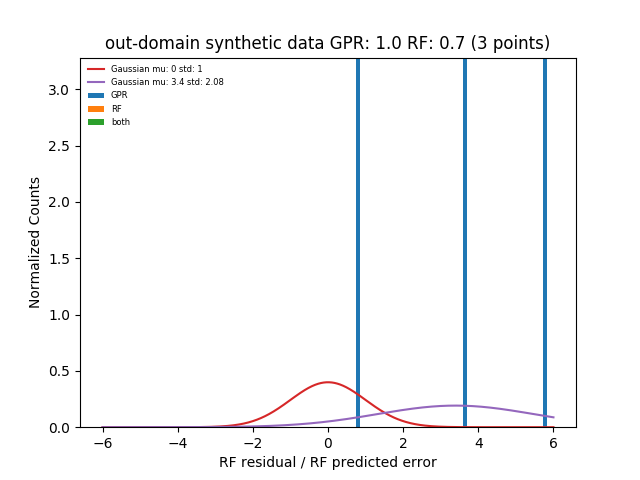 out-domain synthetic data GPR: 1.0 RF: 0.7 (3 points)
Gaussian mu: 0 std: 1
Gaussian mu: 3.4 std: 2.08
GPR
RF
both
3.0
2.5
2.0
1.5
1.0
0.5
0.0
Normalized Counts
−6
−4
−2
0
2
4
6
RF residual / RF predicted error